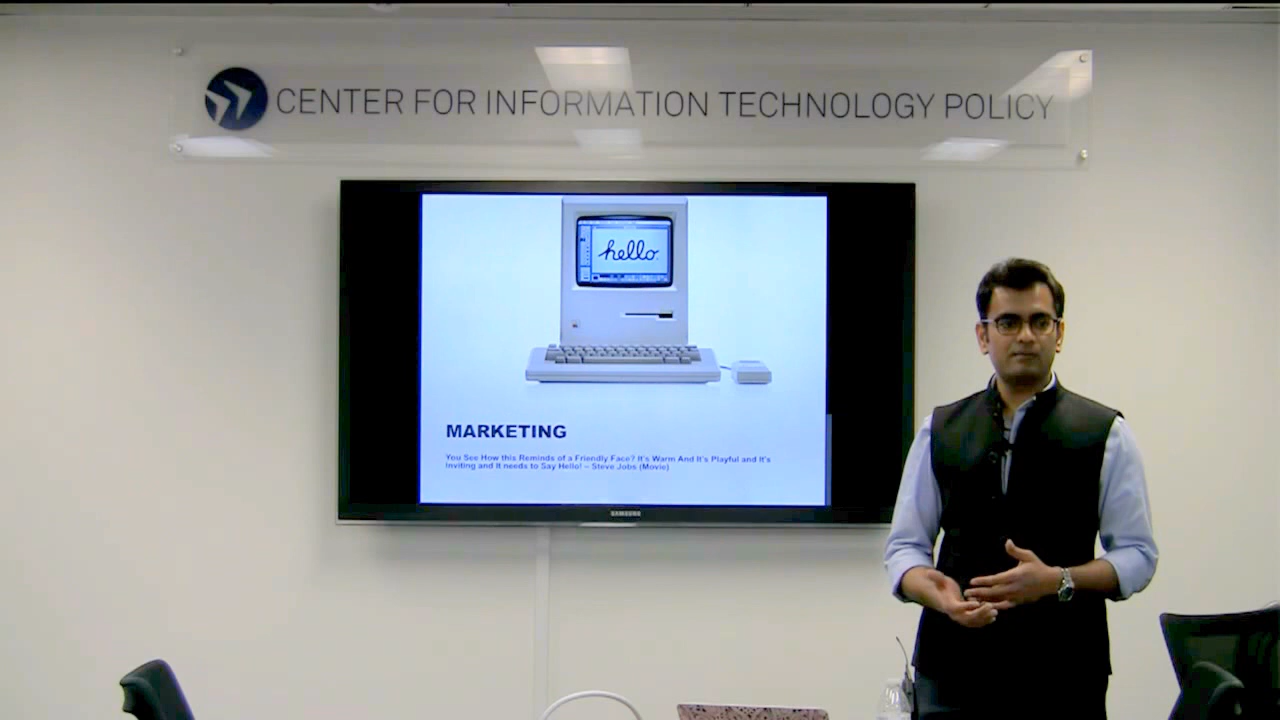 CENTER FOR INFORMATION TECHNOLOGY POLICY
hello
MARKETING
You See How this Reminds of a Friendly Face? It's Warm And It's Playful and It's
Inviting and It needs to Say Hello! – Steve Jobs (Movie)
SAMSUNG